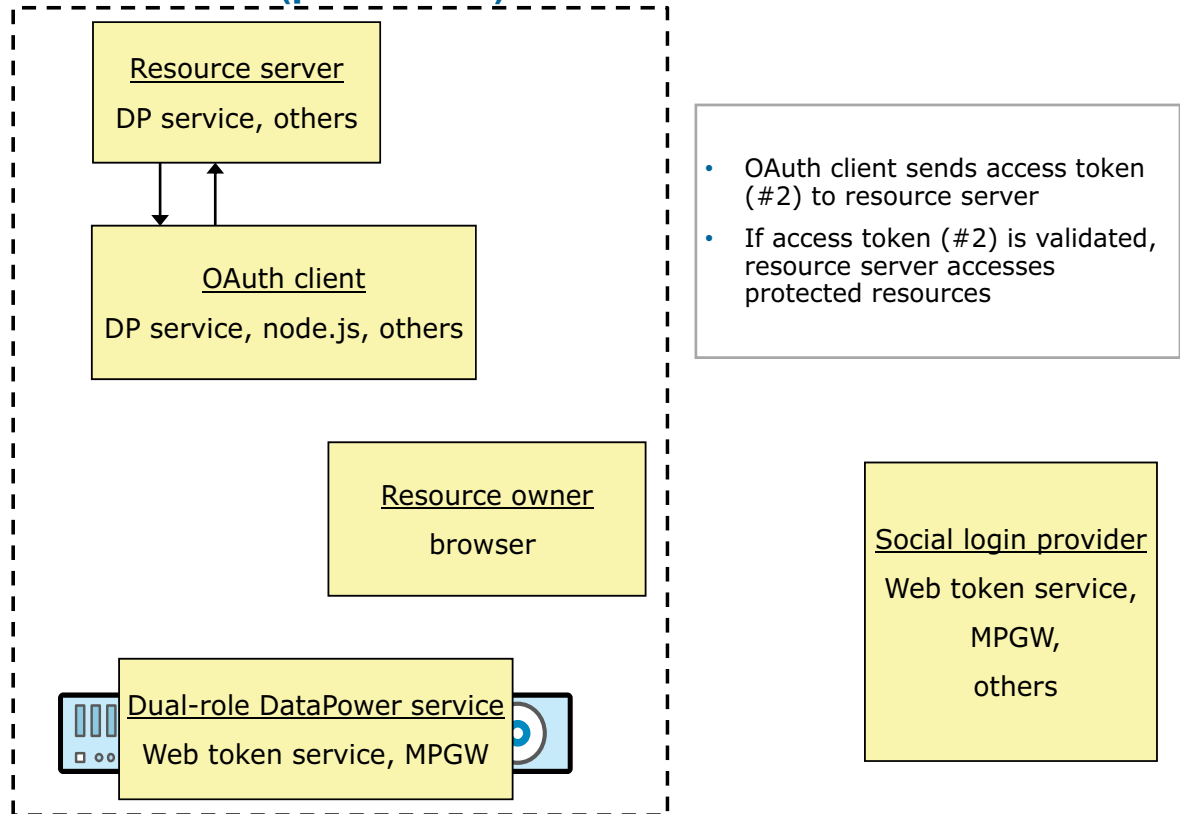 Resource server
DP service, others
OAuth client
DP service, node.js, others
• OAuth client sends access token
(#2) to resource server
• If access token (#2) is validated,
resource server accesses
protected resources
Resource owner
browser
Social login provider
Web token service,
MPGW,
others
Dual-role DataPower service
Web token service, MPGW